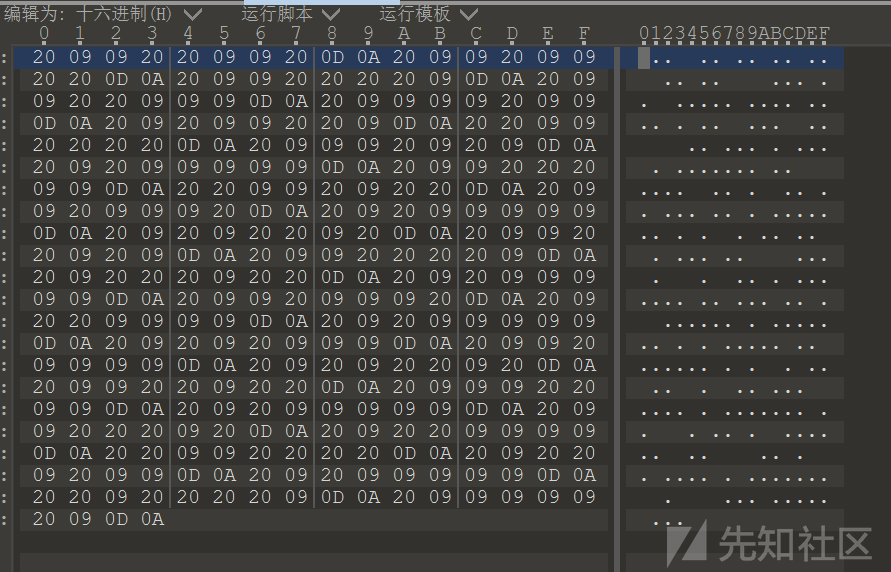 编辑为: 十六进制(H) 运行脚本 运行模板
0 1 2 3 4 5 6 7 8 9 A B C D E F 0123456789ABCDEF
20 09 09 20 20 09 09 20 0D 0A 20 09 09 20 09 09
20 20 0D 0A 20 09 09 20 09 20 20 09 0D 0A 20 09
09 20 20 09 09 09 0D 0A 20 09 09 09 09 20 09 09
0D 0A 20 09 20 09 09 20 20 09 0D 0A 20 20 09 09
20 20 20 20 0D 0A 20 09 09 20 09 09 20 09 0D 0A
20 09 20 09 09 09 09 09 0D 0A 20 09 09 20 20 20
09 09 0D 0A 20 20 09 09 20 09 20 20 0D 0A 20 09
09 20 09 09 09 20 0D 0A 20 09 20 09 09 09 09 09
0D 0A 20 09 20 09 20 20 09 20 0D 0A 20 09 09 20
20 09 20 09 0D 0A 20 09 09 20 20 20 09 09 0D 0A
20 09 20 20 20 09 20 20 0D 0A 20 09 20 09 09 09
09 09 0D 0A 20 09 09 20 09 09 09 20 0D 0A 20 09
20 20 09 09 09 09 0D 0A 20 09 20 09 09 09 09 09
0D 0A 20 09 20 09 09 09 09 09 0D 0A 20 09 20 20
09 09 09 09 0D 0A 20 09 20 09 20 20 09 20 0D 0A
20 09 09 20 20 09 20 20 0D 0A 20 09 20 09 09 09
09 09 0D 0A 20 09 20 09 09 09 09 09 0D 0A 20 09
09 20 20 20 09 20 0D 0A 20 09 20 20 09 09 09 09
0D 0A 20 09 09 09 20 20 20 0D 0A 20 09 20 20
09 20 09 09 0D 0A 20 09 20 09 09 09 09 09 0D 0A
20 20 09 20 20 20 20 09 0D 0A 20 09 09 09 09 09
20 09 0D 0A
先知社区